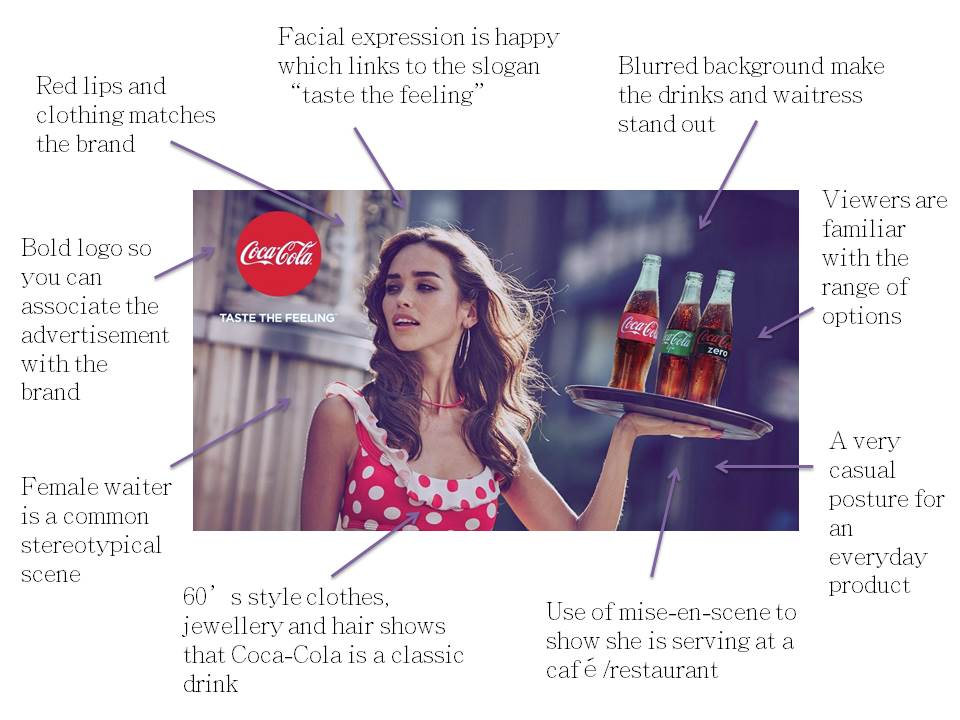 Facial expression is happy
which links to the slogan
“taste the feeling”
Blurred background make
the drinks and waitress
stand out
Red lips and
clothing matches
the brand
Viewers are
familiar
with the
range of
options
Bold logo so
you can
associate the
advertisement
with the
brand
Coca-Cola
TASTE THE FEELING™
Coca-Cola
Coca-Cola
Coca-Cola
zero
A very
casual
posture for
an
everyday
product
Female waiter
is a common
stereotypical
scene
60’s style clothes,
jewellery and hair shows
that Coca-Cola is a classic
drink
Use of mise-en-scene to
show she is serving at a
café/restaurant